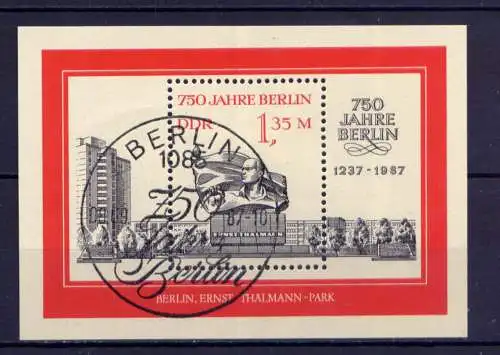 750 JAHRE BERLIN
DDR
1,35 M
750
JAHRE
BERLIN
1237-1987
BERLIN
1085
750
Jahre
Berlin
BERLIN, ERNST-THÄLMANN-PARK